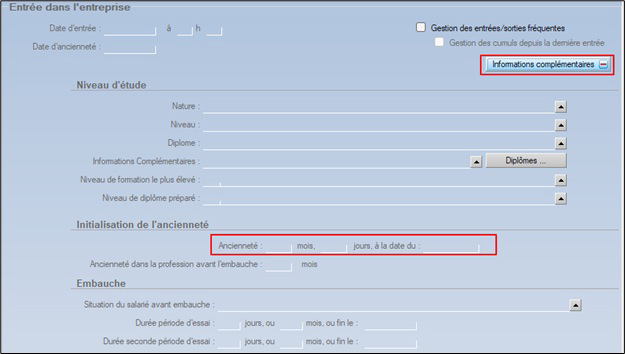 Entrée dans l'entreprise
Date d'entrée : à h
Gestion des entrées/sorties fréquentes
Date d'ancienneté :
Gestion des cumuls depuis la dernière entrée
Informations complémentaires
Niveau d'étude
Nature :
Niveau :
Diplome :
Informations Complémentaires :
Diplômes ...
Niveau de formation le plus élevé :
Niveau de diplôme préparé :
Initialisation de l'ancienneté
Ancienneté : mois, jours, à la date du :
Ancienneté dans la profession avant l'embauche : mois
Embauche
Situation du salarié avant embauche :
Durée période d'essai : jours, ou mois, ou fin le :
Durée seconde période d'essai : jours, ou mois, ou fin le :